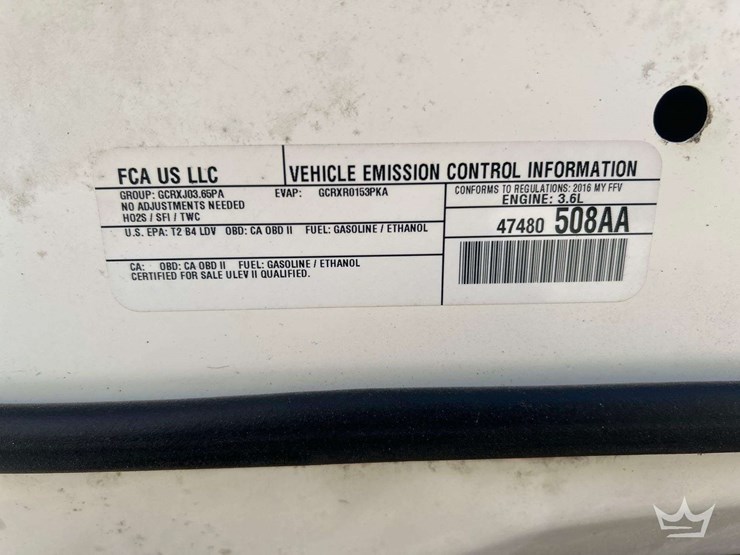 FCA US LLC
VEHICLE EMISSION CONTROL INFORMATION
GROUP: GCRXJ03.65PA EVAP: GCRXR0153PKA
NO ADJUSTMENTS NEEDED
HO2S / SFI / TWC
CONFORMS TO REGULATIONS: 2016 MY FFV
ENGINE: 3.6L
47480 508AA
U.S. EPA: T2 B4 LDV OBD: CA OBD II FUEL: GASOLINE / ETHANOL
CA: OBD: CA OBD II FUEL: GASOLINE / ETHANOL
CERTIFIED FOR SALE ULEV II QUALIFIED.